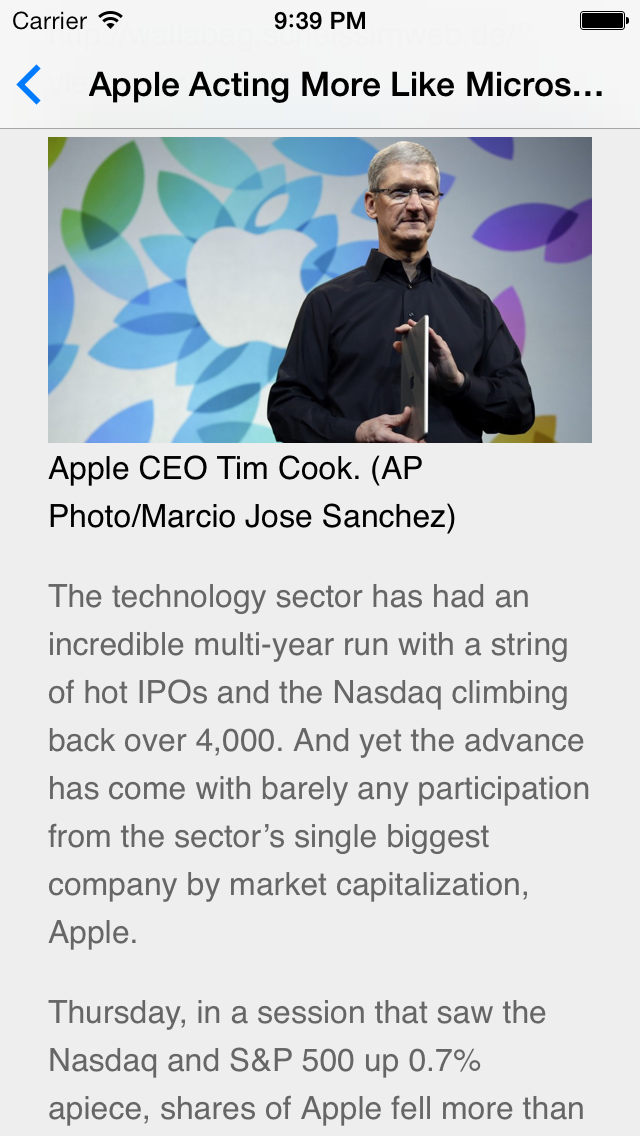 Carrier 9:39 PM
Apple Acting More Like Micros...
Apple CEO Tim Cook. (AP
Photo/Marcio Jose Sanchez)
The technology sector has had an
incredible multi-year run with a string
of hot IPOs and the Nasdaq climbing
back over 4,000. And yet the advance
has come with barely any participation
from the sector’s single biggest
company by market capitalization,
Apple.
Thursday, in a session that saw the
Nasdaq and S&P 500 up 0.7%
apiece, shares of Apple fell more than